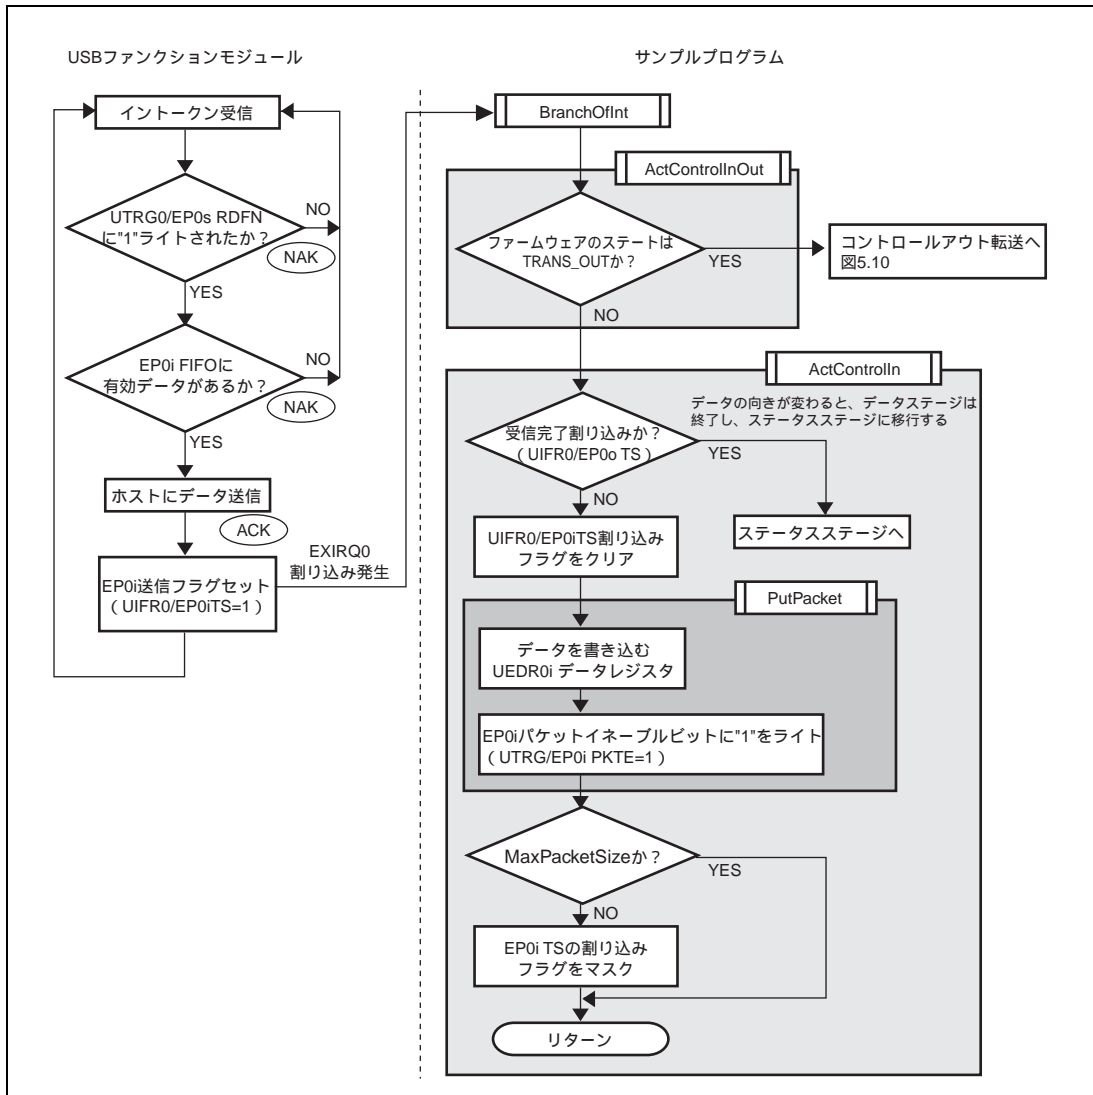 USBファンクションモジュール
イントークン受信
UTRG0/EP0s RDFN
に"1"ライトされたか？
NO
NAK
YES
EP0i FIFOに
有効データがあるか？
NO
NAK
YES
ホストにデータ送信
ACK
EP0i送信フラグセット
（UIFR0/EP0iTS=1）
EXIRQ0
割り込み発生
サンプルプログラム
BranchOfInt
ActControlInOut
ファームウェアのステートは
TRANS_OUTか？
YES
コントロールアウト転送へ
図5.10
NO
ActControlIn
データの向きが変わると、データステージは
終了し、ステータスステージに移行する
受信完了割り込みか？
（UIFR0/EP0o TS）
YES
NO
ステータスステージへ
UIFR0/EP0iTS割り込み
フラグをクリア
PutPacket
データを書き込む
UEDR0i データレジスタ
EP0iパケットイネーブルビットに"1"をライト
（UTRG/EP0i PKTE=1）
MaxPacketSizeか？
YES
NO
EP0i TSの割り込み
フラグをマスク
リターン